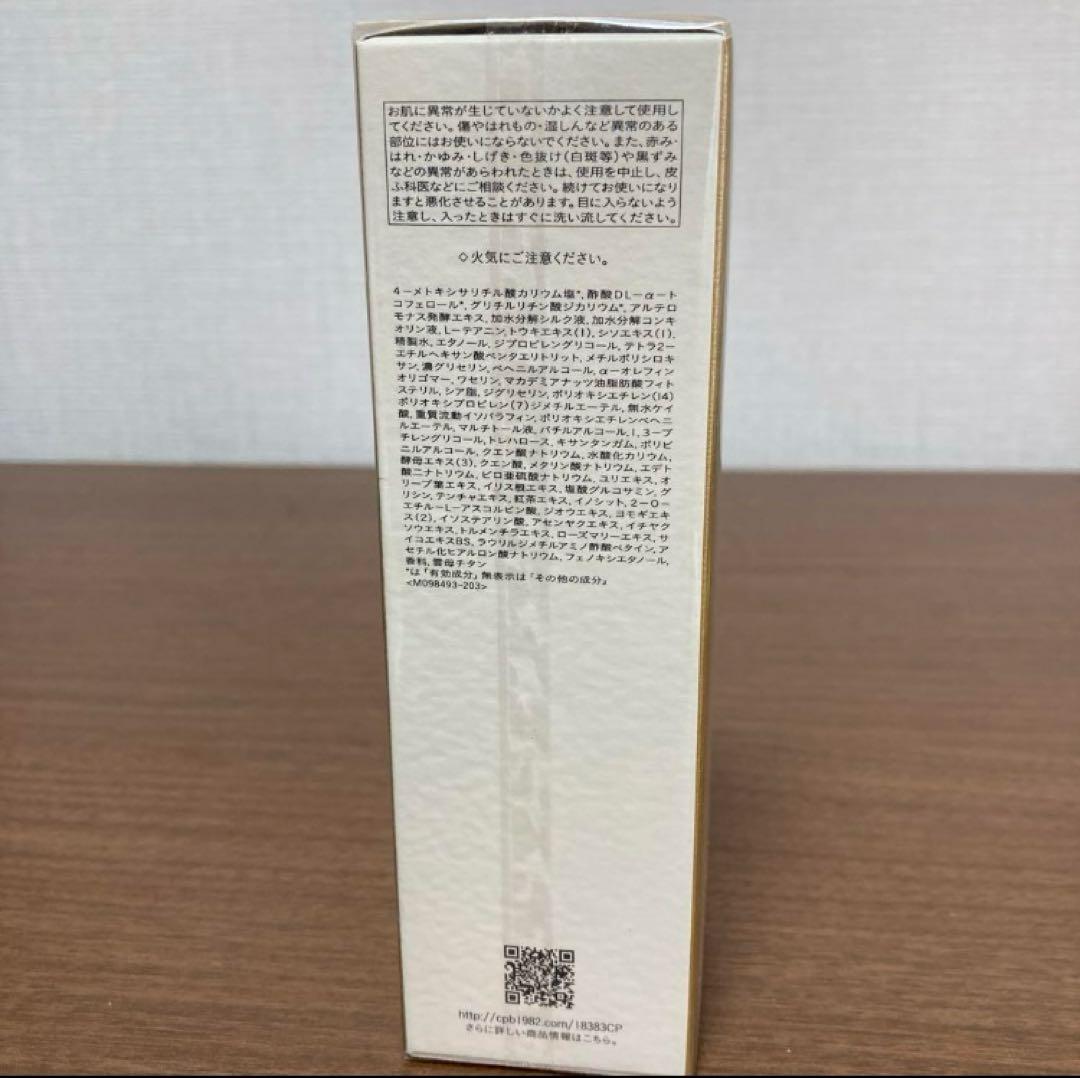 お肌に異常が生じていないかよく注意して使用し
てください。傷やはれもの・湿しんなど異常のある
部位にはお使いにならないでください。また、赤み・
はれ・かゆみ・しげき・色抜け(白斑等)や黒ずみ
などの異常があらわれたときは、使用を中止し、皮
ふ科医などにご相談ください。続けてお使いになり
ますと悪化させることがあります。目に入らないよう
注意し、入ったときはすぐに洗い流してください。
◇火気にご注意ください。
4-メトキシサリチル酸カリウム塩*, 酢酸DL-α-ト
コフェロール*, グリチルリチン酸ジカリウム*, アルテロ
モナス発酵エキス, 加水分解シルク液, 加水分解コンキ
オリン液, L-テアニン, トウキエキス(1), シソエキス(1),
精製水, エタノール, ジプロピレングリコール, テトラ2-
エチルヘキサン酸ペンタエリトリット, メチルポリシロキ
サン, 濃グリセリン, ベヘニルアルコール, α-オレフィン
オリゴマー, ワセリン, マカデミアナッツ油脂肪酸フィト
ステリル, シア脂, ジグリセリン, ポリオキシエチレン(14)
ポリオキシプロピレン(7)ジメチルエーテル, 無水ケイ
酸, 重質流動イソパラフィン, ポリオキシエチレンベヘニ
ルエーテル, マルチトール液, バチルアルコール, 1,3-ブ
チレングリコール, トレハロース, キサンタンガム, ポリビ
ニルアルコール, クエン酸ナトリウム, 水酸化カリウム,
酵母エキス(3), クエン酸, メタリン酸ナトリウム, エデト
酸二ナトリウム, ピロ亜硫酸ナトリウム, ユリエキス, オ
リーブ葉エキス, イリス根エキス, 塩酸グルコサミン, グ
リシン, テンチャエキス, 紅茶エキス, イノシット, 2-O-
エチル-L-アスコルビン酸, ジオウエキス, ヨモギエキ
ス(2), イソステアリン酸, アセンヤクエキス, イチヤク
ソウエキス, トルメンチラエキス, ローズマリーエキス, サ
イコエキスBS, ラウリルジメチルアミノ酢酸ベタイン, ア
セチル化ヒアルロン酸ナトリウム, フェノキシエタノール,
香料, 雲母チタン
*は「有効成分」無表示は「その他の成分」
<M098493-203>
http://cpb1982.com/18383CP
さらに詳しい商品情報はこちら。